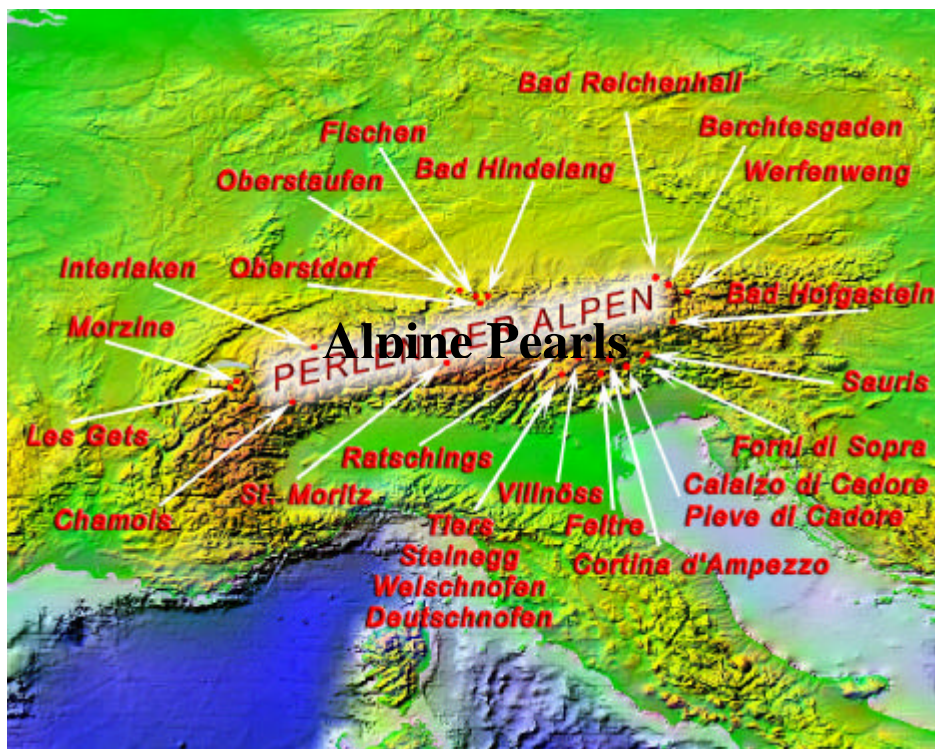 Bad Reichenhall
Fischen
Berchtesgaden
Oberstaufen
Bad Hindelang
Werfenweng
Interlaken
Oberstdorf
Bad Hofgastein
Morzine
PERLEN DER ALPEN
Alpine Pearls
Sauris
Les Gets
Ratschings
Forni di Sopra
St. Moritz
Villnöss
Calalzo di Cadore
Chamois
Tiers
Feltre
Pieve di Cadore
Steinegg
Cortina d'Ampezzo
Welschnofen
Deutschnofen